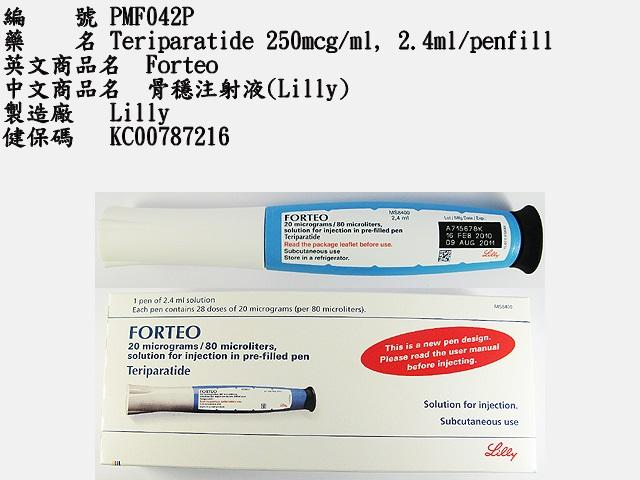 編 號 PMF042P
藥 名 Teriparatide 250mcg/ml, 2.4ml/penfill
英文商品名 Forteo
中文商品名 骨穩注射液(Lilly)
製造廠 Lilly
健保碼 KC00787216
FORTEO
20 micrograms/80 microliters,
solution for injection in pre-filled pen
Teriparatide
Read the package leaflet before use.
Subcutaneous use
Store in a refrigerator.
MS8400
2,4 ml
Lot / Mfg Date / Exp.
A715678K
16 FEB 2010
09 AUG 2011
Lilly
1 pen of 2.4 ml solution
Each pen contains 28 doses of 20 micrograms (per 80 microliters).
MS8400
FORTEO
20 micrograms / 80 microliters,
solution for injection in pre-filled pen
Teriparatide
This is a new pen design.
Please read the user manual
before injecting.
FORTEO
Solution for injection.
Subcutaneous use
Lilly